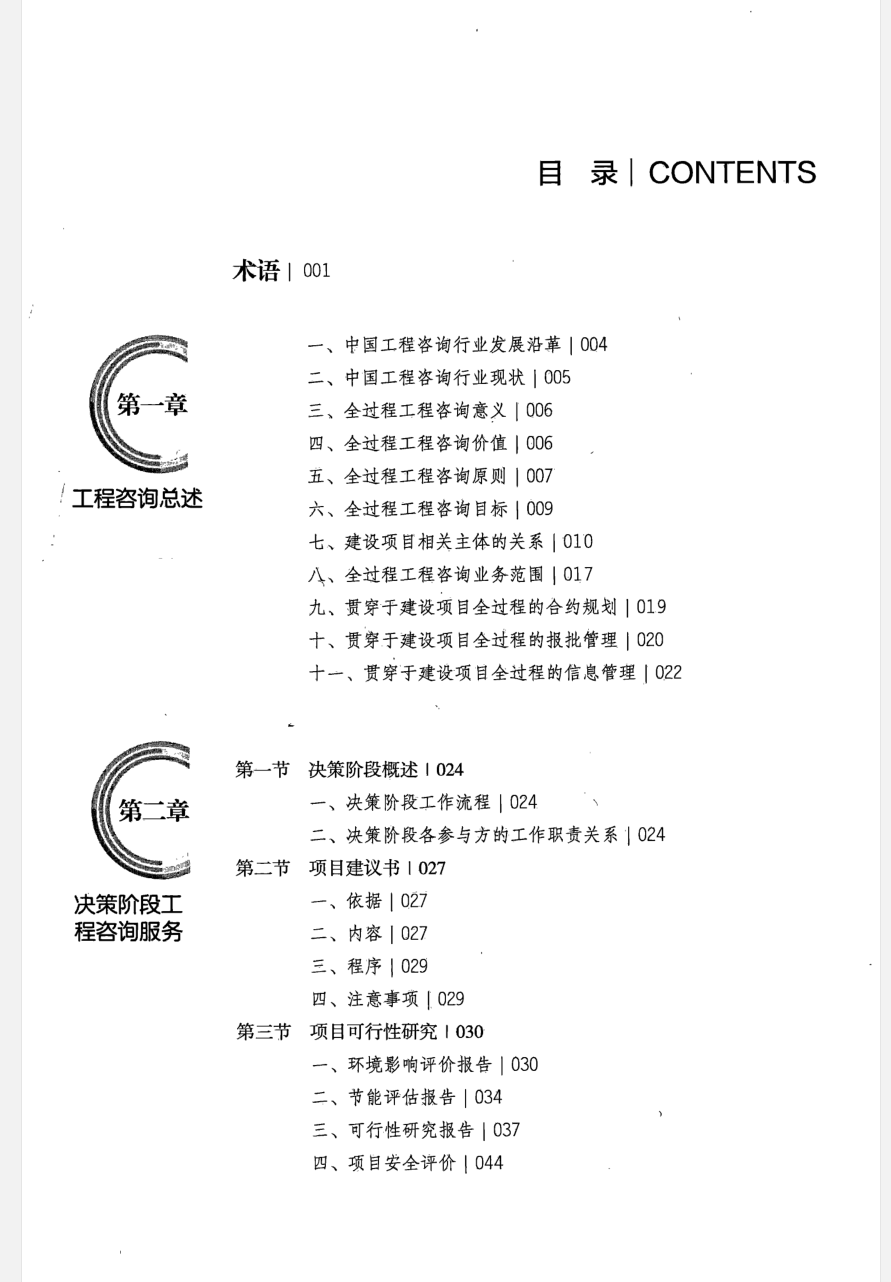 目 录 | CONTENTS
术语 | 001
第一章
工程咨询总述
一、中国工程咨询行业发展沿革 | 004
二、中国工程咨询行业现状 | 005
三、全过程工程咨询意义 | 006
四、全过程工程咨询价值 | 006
五、全过程工程咨询原则 | 007
六、全过程工程咨询目标 | 009
七、建设项目相关主体的关系 | 010
八、全过程工程咨询业务范围 | 017
九、贯穿于建设项目全过程的合约规划 | 019
十、贯穿于建设项目全过程的报批管理 | 020
十一、贯穿于建设项目全过程的信息管理 | 022
第二章
决策阶段工
程咨询服务
第一节 决策阶段概述 | 024
一、决策阶段工作流程 | 024
二、决策阶段各参与方的工作职责关系 | 024
第二节 项目建议书 | 027
一、依据 | 027
二、内容 | 027
三、程序 | 029
四、注意事项 | 029
第三节 项目可行性研究 | 030
一、环境影响评价报告 | 030
二、节能评估报告 | 034
三、可行性研究报告 | 037
四、项目安全评价 | 044